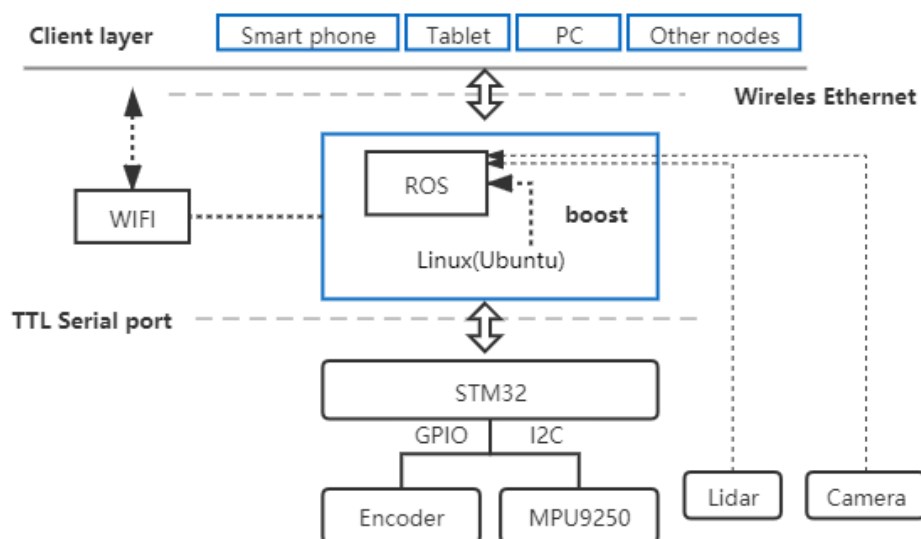 Client layer
Smart phone
Tablet
PC
Other nodes
Wireles Ethernet
ROS
WIFI
boost
Linux(Ubuntu)
TTL Serial port
STM32
GPIO
I2C
Encoder
MPU9250
Lidar
Camera